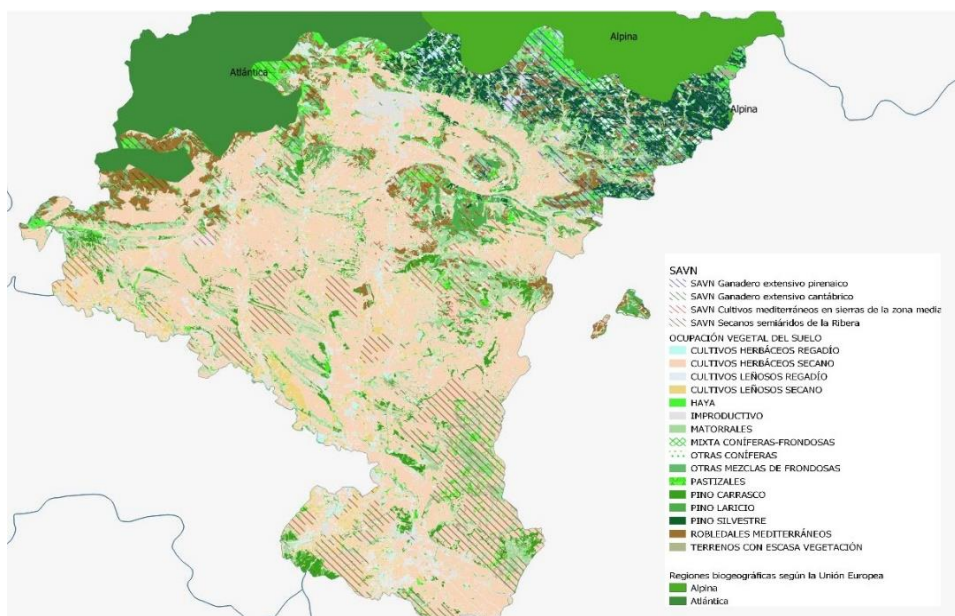 Alpina
Atlántica
Alpina
SAVN
SAVN Ganadero extensivo pirenaico
SAVN Ganadero extensivo cantábrico
SAVN Cultivos mediterráneos en sierras de la zona media
SAVN Secanos semiáridos de la Ribera
OCUPACIÓN VEGETAL DEL SUELO
CULTIVOS HERBÁCEOS REGADÍO
CULTIVOS HERBÁCEOS SECANO
CULTIVOS LEÑOSOS REGADÍO
CULTIVOS LEÑOSOS SECANO
HAYA
IMPRODUCTIVO
MATORRALES
MIXTA CONÍFERAS-FRONDOSAS
OTRAS CONÍFERAS
OTRAS MEZCLAS DE FRONDOSAS
PASTIZALES
PINO CARRASCO
PINO LARICIO
PINO SILVESTRE
ROBLEDALES MEDITERRÁNEOS
TERRENOS CON ESCASA VEGETACIÓN
Regiones biogeográficas según la Unión Europea
Alpina
Atlántica